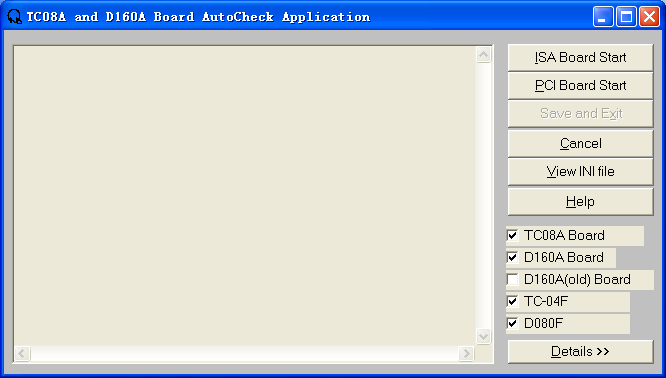 TC08A and D160A Board AutoCheck Application
ISA Board Start
PCI Board Start
Save and Exit
Cancel
View INI file
Help
TC08A Board
D160A Board
D160A(old) Board
TC-04F
D080F
Details >>